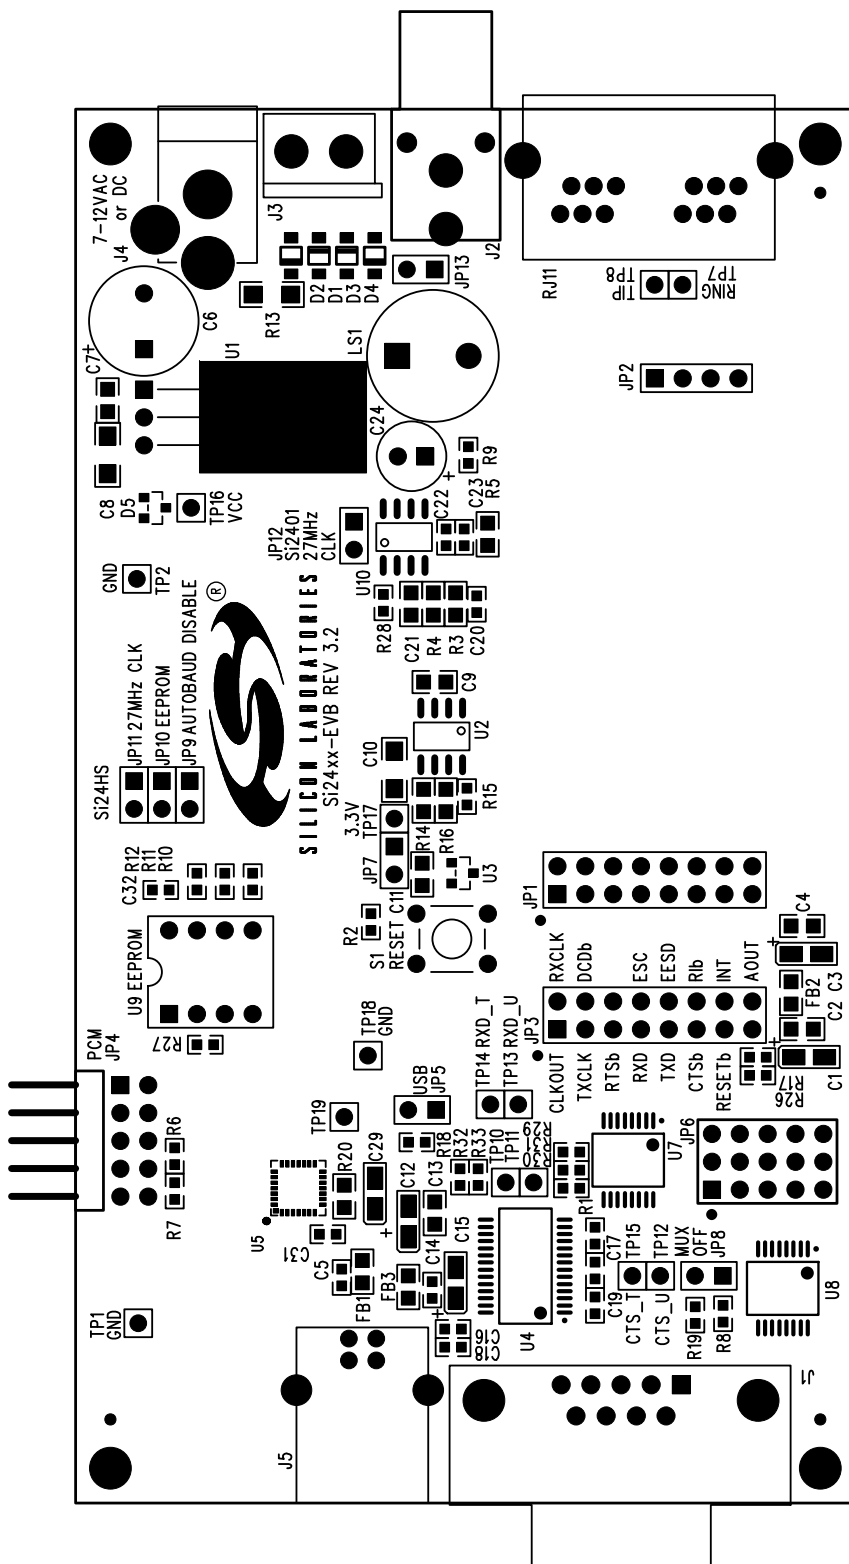 7-12VAC
or DC
J4
J3
J2
RJ11
TIP
TP8
RING
TP7
C6
R13
D2
D1
D3
D4
JP13
LS1
C7
+
U1
C24
JP2
C8
D5
TP16
VCC
+
R9
C22
C23
R5
JP12
Si2401
27MHz
CLK
U10
GND
TP2
R28
C21
R4
R3
C20
®
SILICON LABORATORIES
Si24xx-EVB REV 3.2
Si24HS
JP11 27MHz CLK
JP10 EEPROM
JP9 AUTOBAUD DISABLE
C9
U2
C10
3.3V
TP17
JP7
R14
R16
R15
C11
U3
C32
R12
R11
R10
R2
S1
RESET
U9 EEPROM
R27
TP18
GND
JP1
JP3
RXCLK
DCDb
ESC
EESD
RIb
INT
AOUT
CLKOUT
TXCLK
RTSb
RXD
TXD
CTSb
RESETb
C4
+
C3
FB2
C2
+
C1
R17
R26
PCM
JP4
R6
R7
TP19
USB
JP5
TP14 RXD_T
TP13 RXD_U
R18
R32
R33
TP10
TP11
R29
R31
R30
R1
U7
JP6
U5
R20
C29
C12
C13
+
C31
C5
FB1
FB3
C14
C15
+
C16
C18
U4
C17
C19
TP15
CTS_T
TP12
CTS_U
MUX
OFF
JP8
R19
R8
U8
TP1
GND
J5
J1